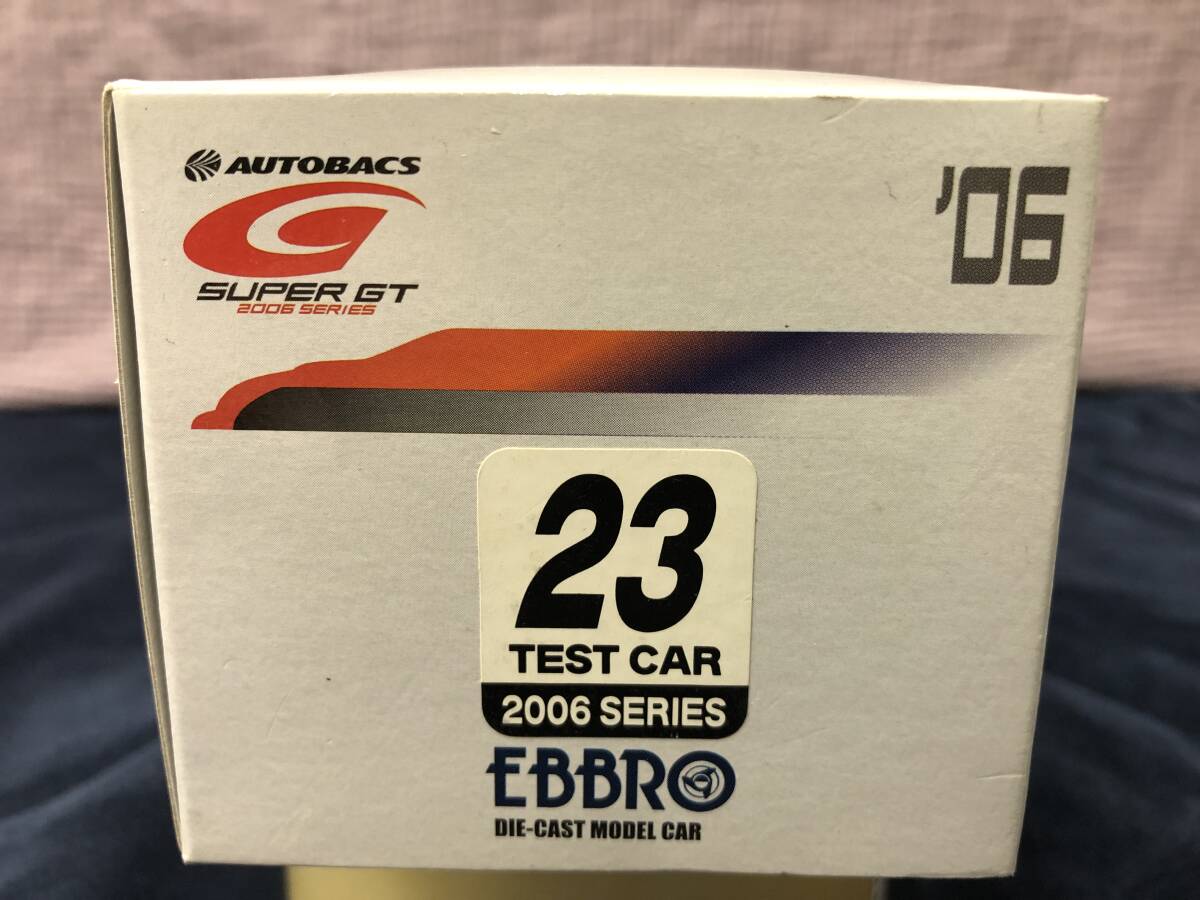 AUTOBACS
SUPER GT
2006 SERIES
'06
23
TEST CAR
2006 SERIES
EBBRO
DIE-CAST MODEL CAR